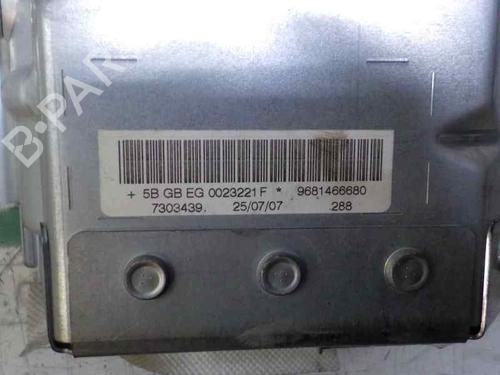 B-PAR
+ 5B GB EG 0023221 F * 9681466680
7303439. 25/07/07 .288